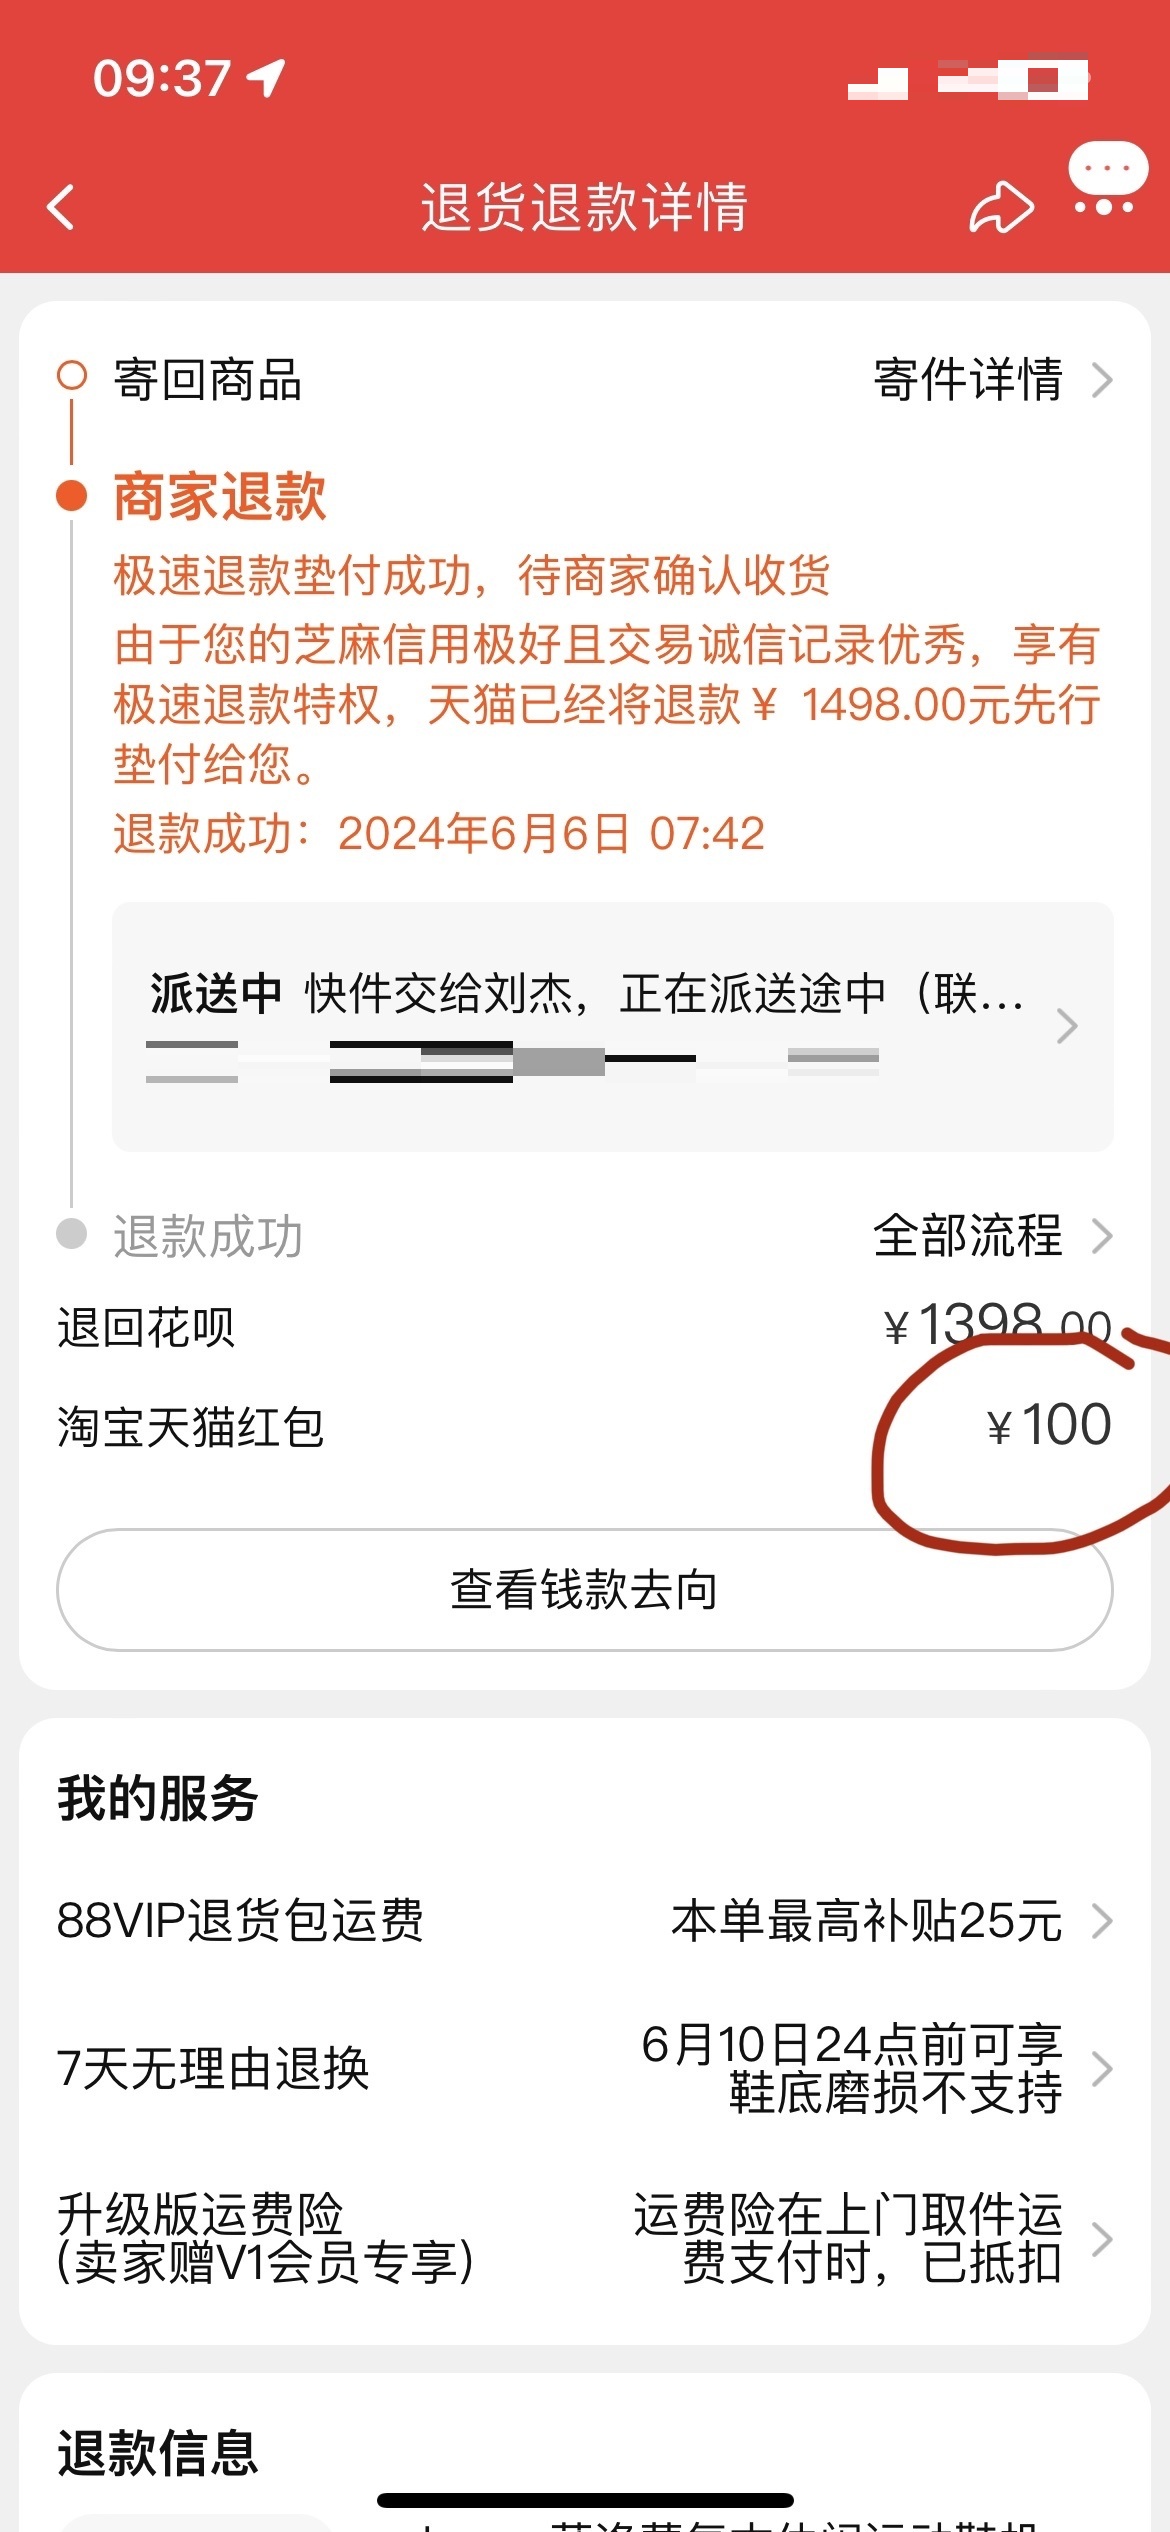 09:37
退货退款详情
寄回商品 寄件详情
商家退款
极速退款垫付成功，待商家确认收货
由于您的芝麻信用极好且交易诚信记录优秀，享有
极速退款特权，天猫已经将退款¥ 1498.00元先行
垫付给您。
退款成功：2024年6月6日 07:42
派送中 快件交给刘杰，正在派送途中（联...
退款成功 全部流程
退回花呗 ¥1398.00
淘宝天猫红包 ¥100
查看钱款去向
我的服务
88VIP退货包运费 本单最高补贴25元
7天无理由退换 6月10日24点前可享
鞋底磨损不支持
升级版运费险 运费险在上门取件运
(卖家赠V1会员专享) 费支付时，已抵扣
退款信息